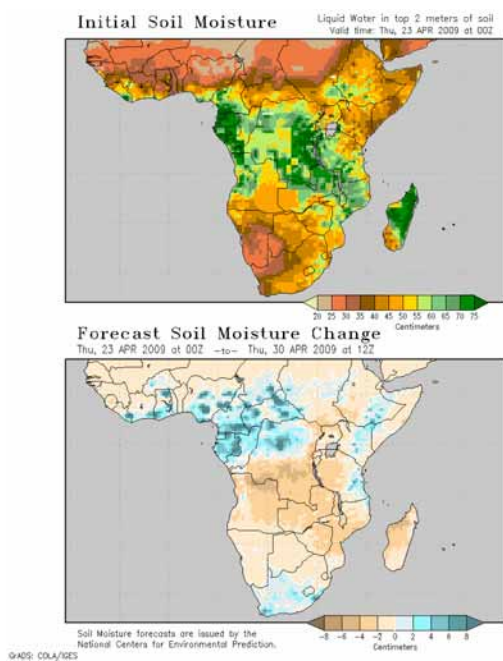 Initial Soil Moisture
Liquid Water in top 2 meters of soil
Valid time: Thu, 23 APR 2009 at 00Z
20 25 30 35 40 45 50 55 60 65 70 75
Centimeters
Forecast Soil Moisture Change
Thu, 23 APR 2009 at 00Z -to- Thu, 30 APR 2009 at 12Z
-8 -6 -4 -2 0 2 4 6 8
Centimeters
Soil Moisture forecasts are issued by the
National Centers for Environmental Prediction.
GrADS: COLA/IGES